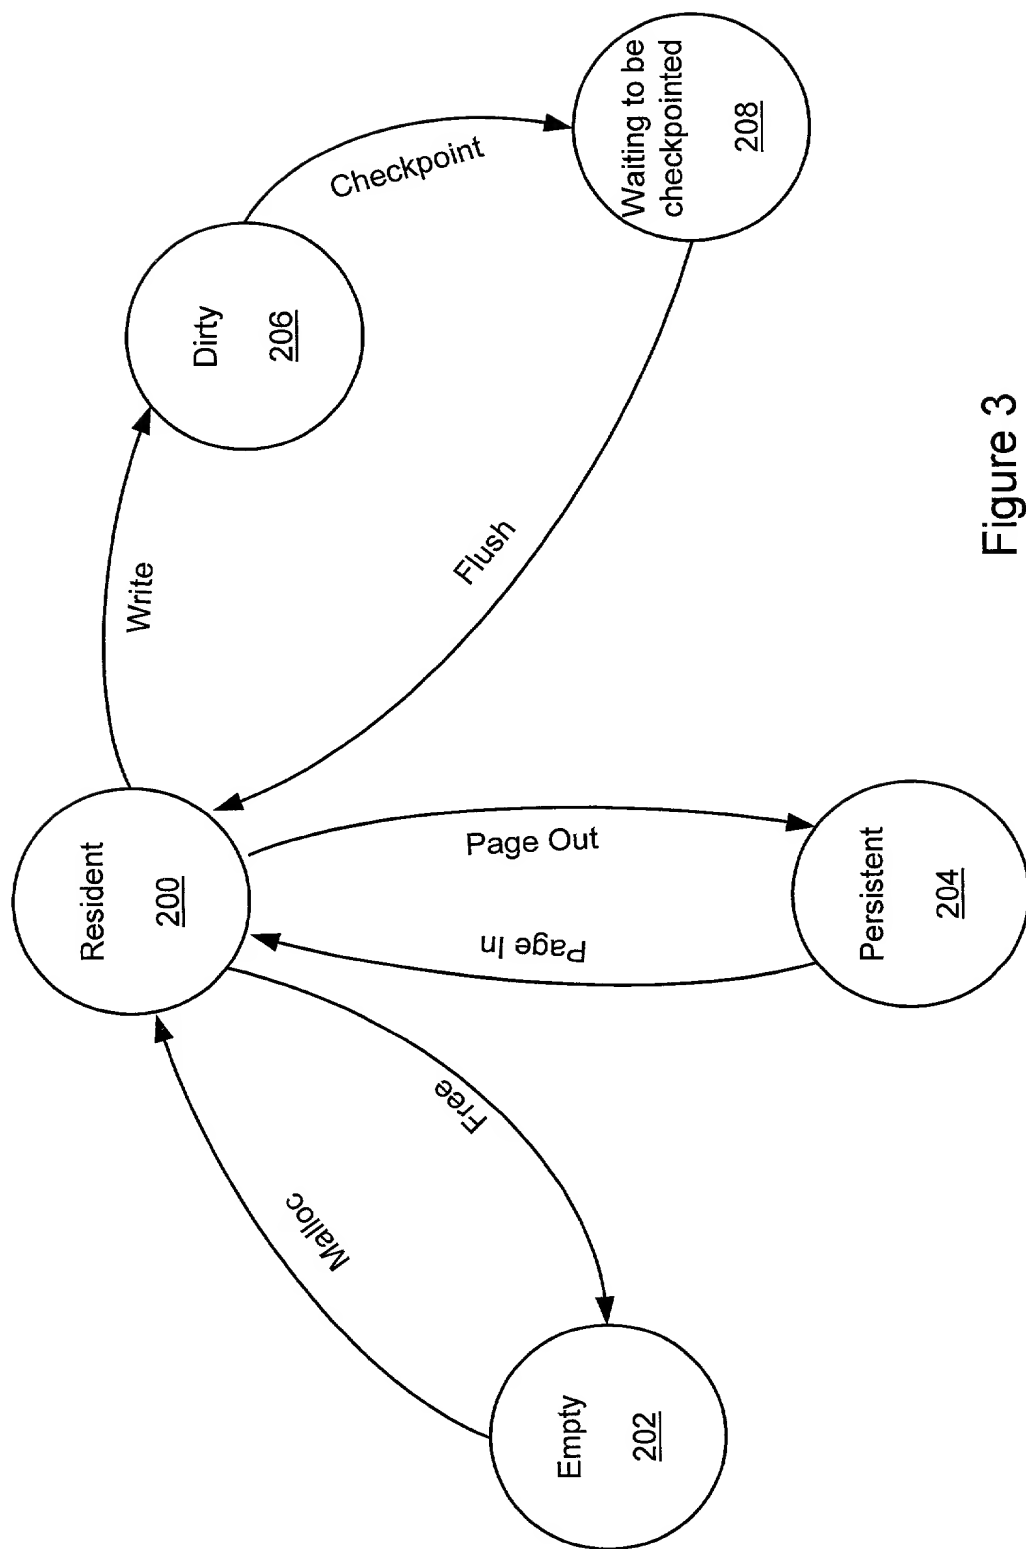 Resident
200
Write
Dirty
206
Checkpoint
Waiting to be
checkpointed
208
Flush
Page Out
Page In
Persistent
204
Free
Malloc
Empty
202
Figure 3